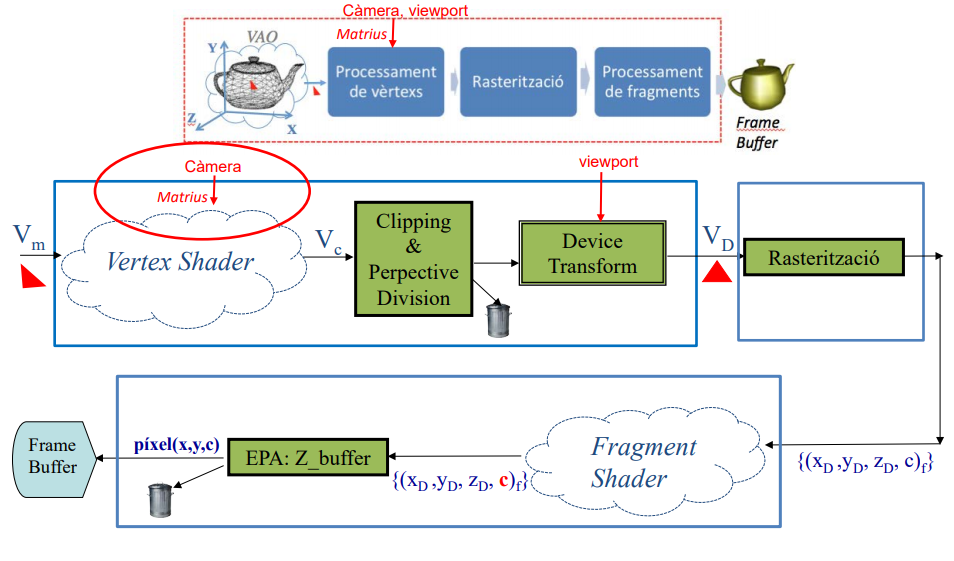 Càmera, viewport
Matrius
VAO
Y
Z
X
Processament
de vèrtexs
Rasterització
Processament
de fragments
Frame
Buffer
Càmera
Matrius
viewport
V_m
Vertex Shader
V_c
Clipping
&
Perpective
Division
Device
Transform
V_D
Rasterització
Frame
Buffer
píxel(x,y,c)
EPA: Z_buffer
{(x_D ,y_D, z_D, c)_f}
Fragment
Shader
{(x_D ,y_D, z_D, c)_f}